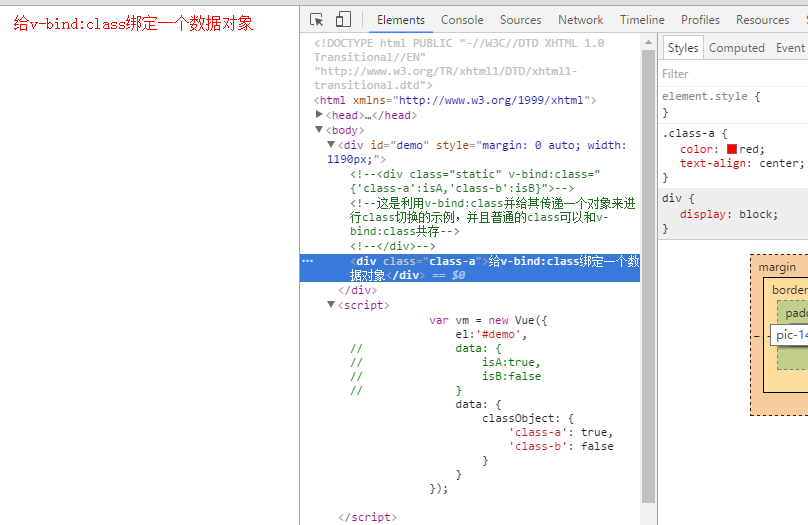 给v-bind:class绑定一个数据对象
Elements Console Sources Network Timeline Profiles Resources
<!DOCTYPE html PUBLIC "-//W3C//DTD XHTML 1.0
Transitional//EN"
"http://www.w3.org/TR/xhtml1/DTD/xhtml1-
transitional.dtd">
<html xmlns="http://www.w3.org/1999/xhtml">
<head>…</head>
<body>
<div id="demo" style="margin: 0 auto; width:
1190px;">
<!--<div class="static" v-bind:class="
{'class-a':isA,'class-b':isB}">-->
<!--这是利用v-bind:class并给其传递一个对象来进
行class切换的示例，并且普通的class可以和v-
bind:class共存-->
<!--</div>-->
<div class="class-a">给v-bind:class绑定一个数
据对象</div> == $0
</div>
<script>
var vm = new Vue({
el:'#demo',
// data: {
// isA:true,
// isB:false
// }
data: {
classObject: {
'class-a': true,
'class-b': false
}
}
});
</script>
Styles Computed Event
Filter
element.style {
}
.class-a {
color: red;
text-align: center;
}
div {
display: block;
}
margin
border
padd
pic-14